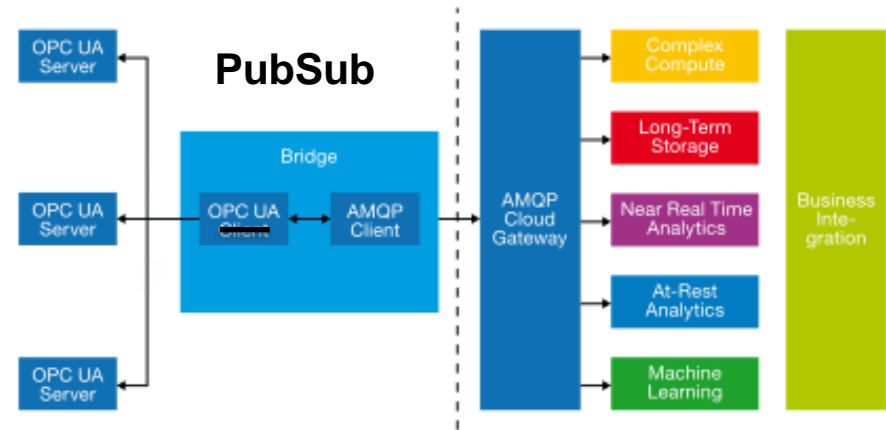 OPC UA
Server
PubSub
Complex
Compute
Bridge
Long-Term
Storage
OPC UA
Server
OPC UA
Client
AMQP
Client
AMQP
Cloud
Gateway
Near Real Time
Analytics
Business
Inte-
gration
At-Rest
Analytics
OPC UA
Server
Machine
Learning